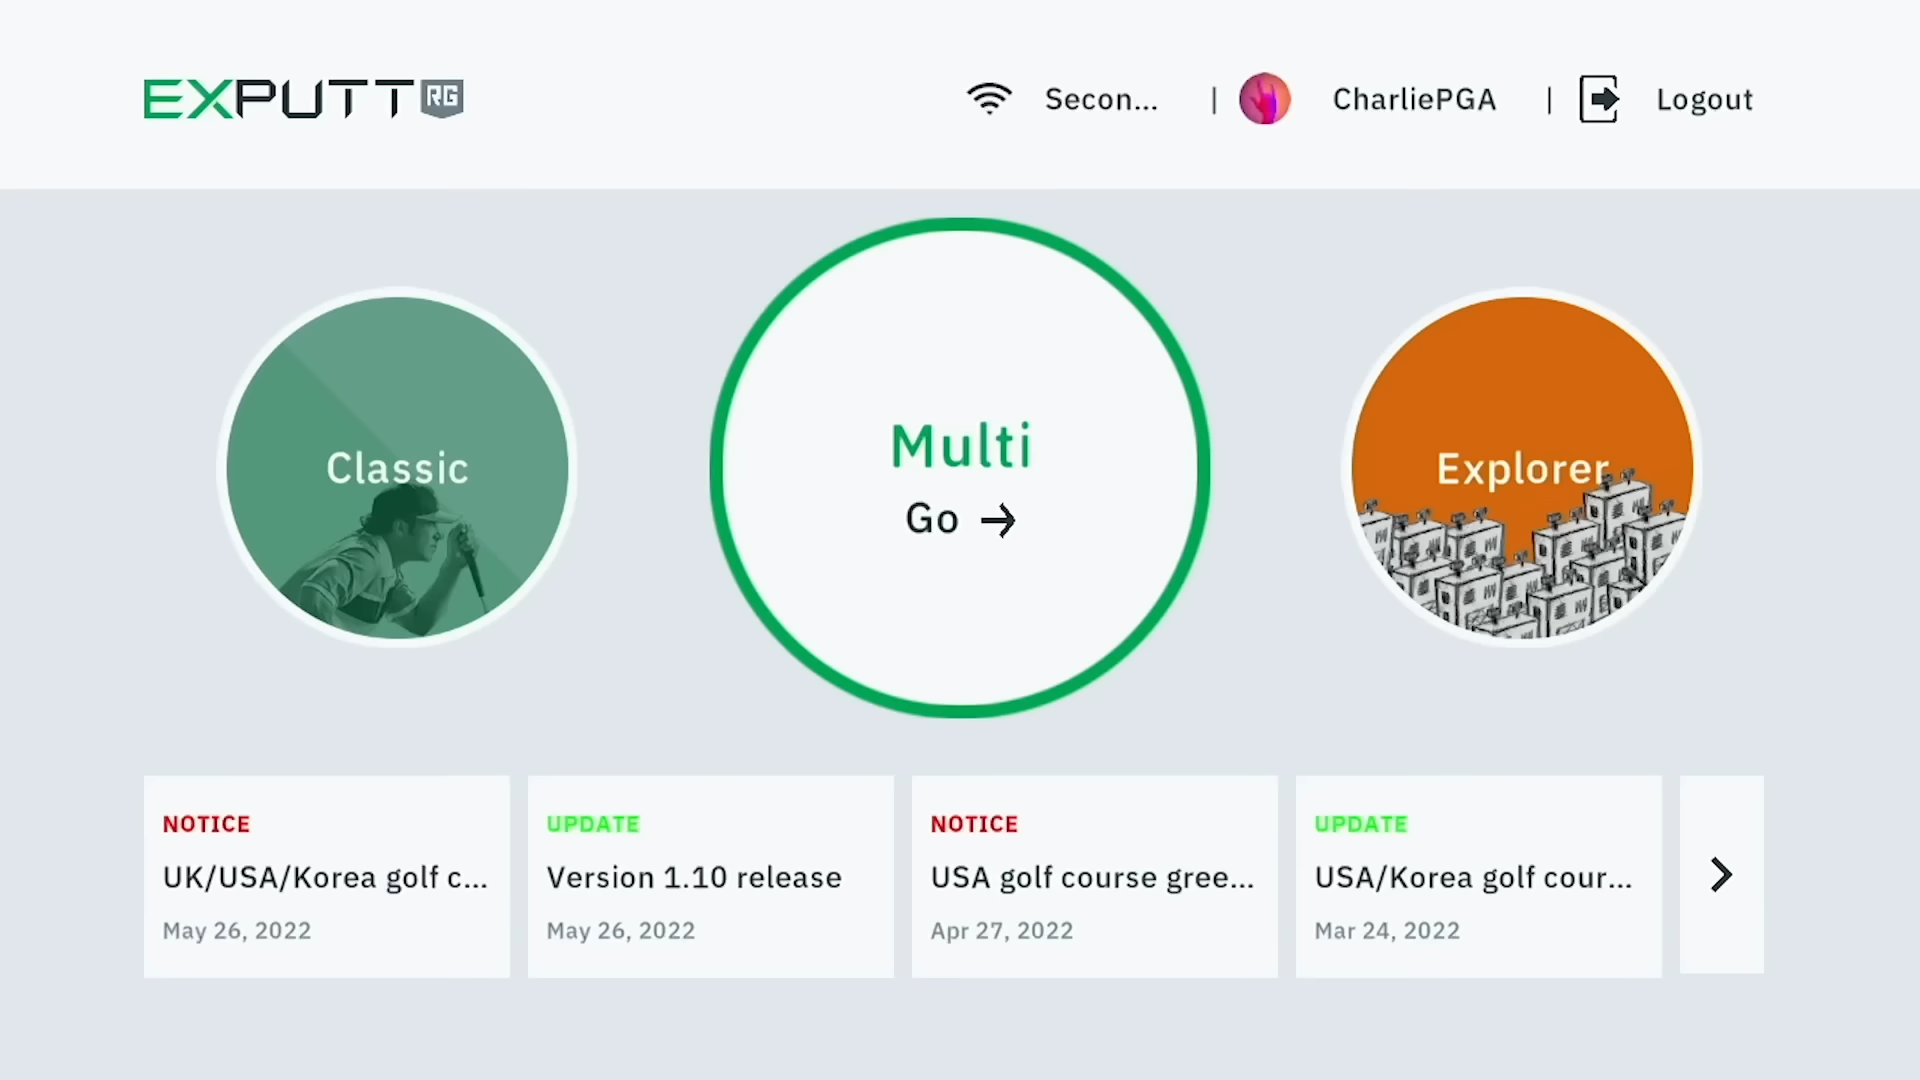 EXPUTT RG
Secon...
|
CharliePGA
|
Logout
Classic
Multi
Go →
Explorer
NOTICE
UK/USA/Korea golf c...
May 26, 2022
UPDATE
Version 1.10 release
May 26, 2022
NOTICE
USA golf course gree...
Apr 27, 2022
UPDATE
USA/Korea golf cour...
Mar 24, 2022